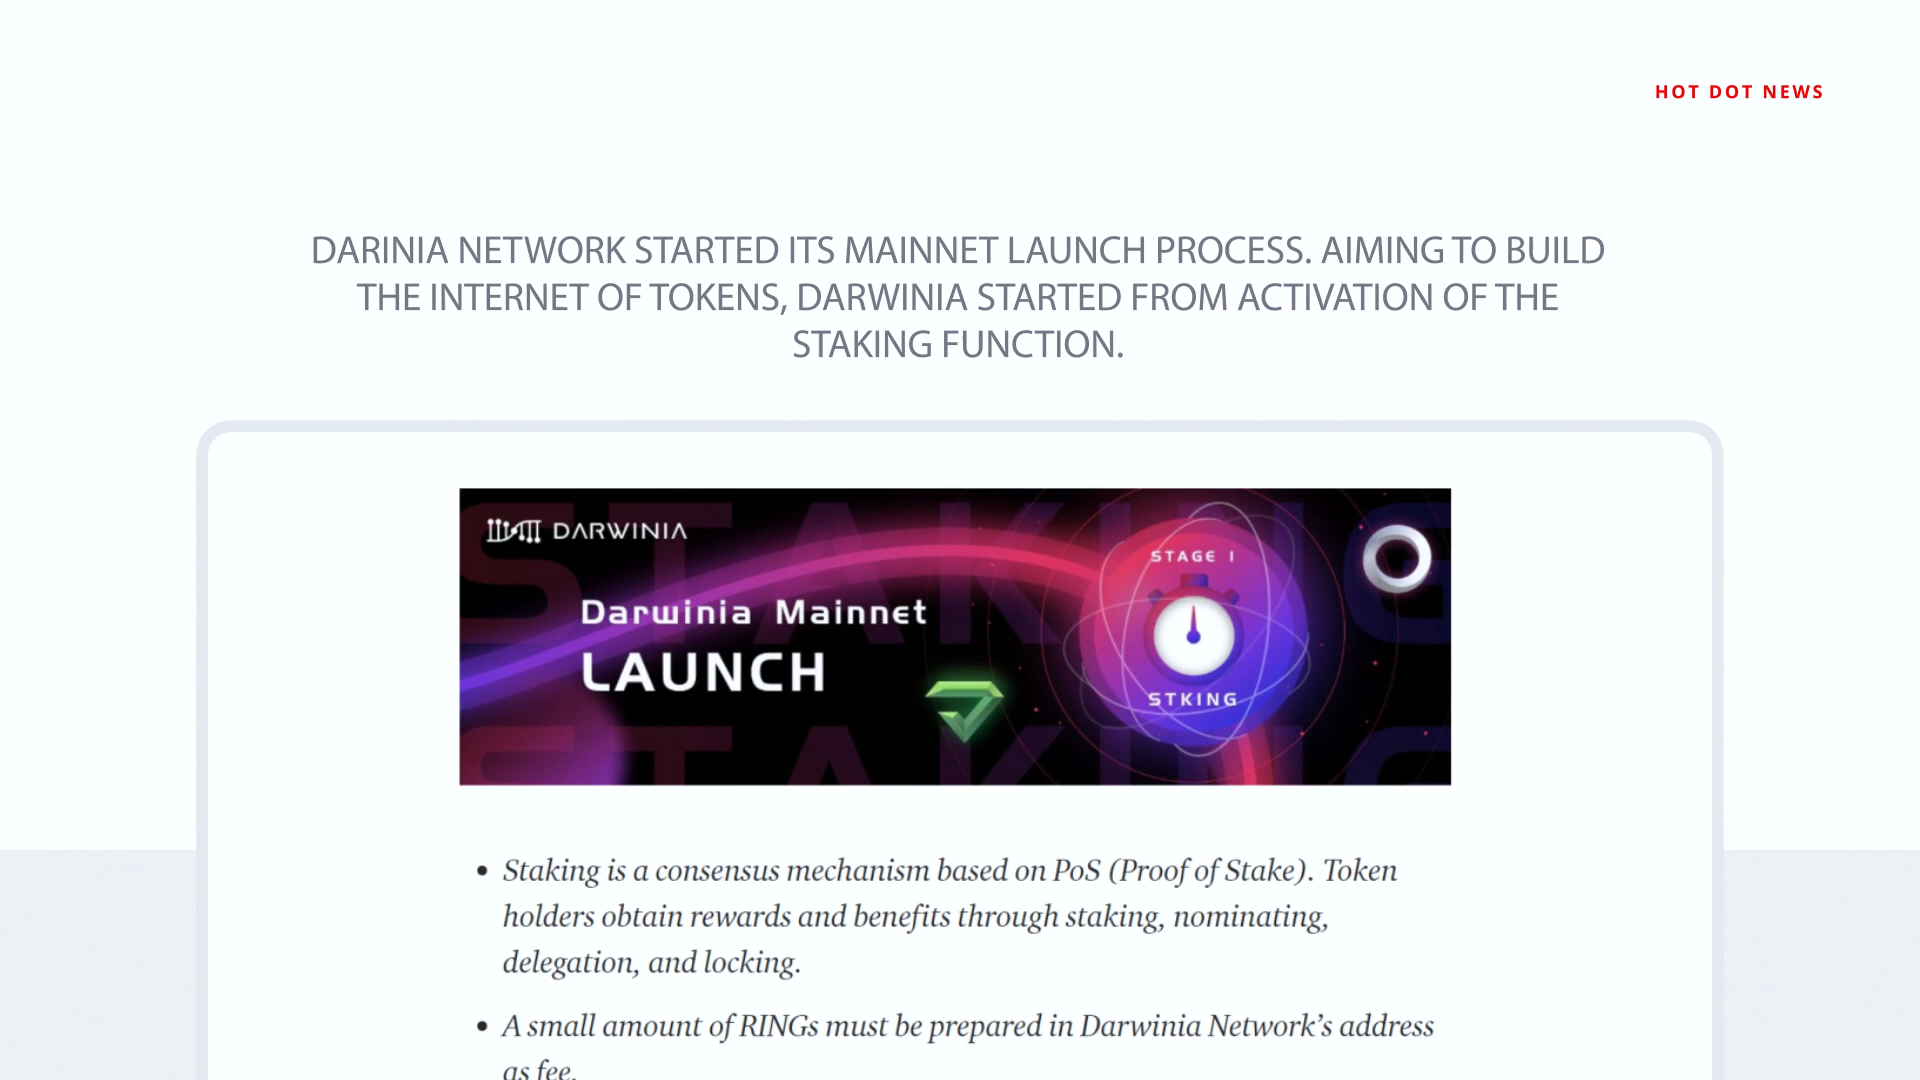 HOT DOT NEWS
DARINIA NETWORK STARTED ITS MAINNET LAUNCH PROCESS. AIMING TO BUILD
THE INTERNET OF TOKENS, DARWINIA STARTED FROM ACTIVATION OF THE
STAKING FUNCTION.
STAKING
DARWINIA
STAGE 1
Darwinia Mainnet
LAUNCH
STKING
STAKING
• Staking is a consensus mechanism based on PoS (Proof of Stake). Token
holders obtain rewards and benefits through staking, nominating,
delegation, and locking.
• A small amount of RINGs must be prepared in Darwinia Network’s address
as fee.